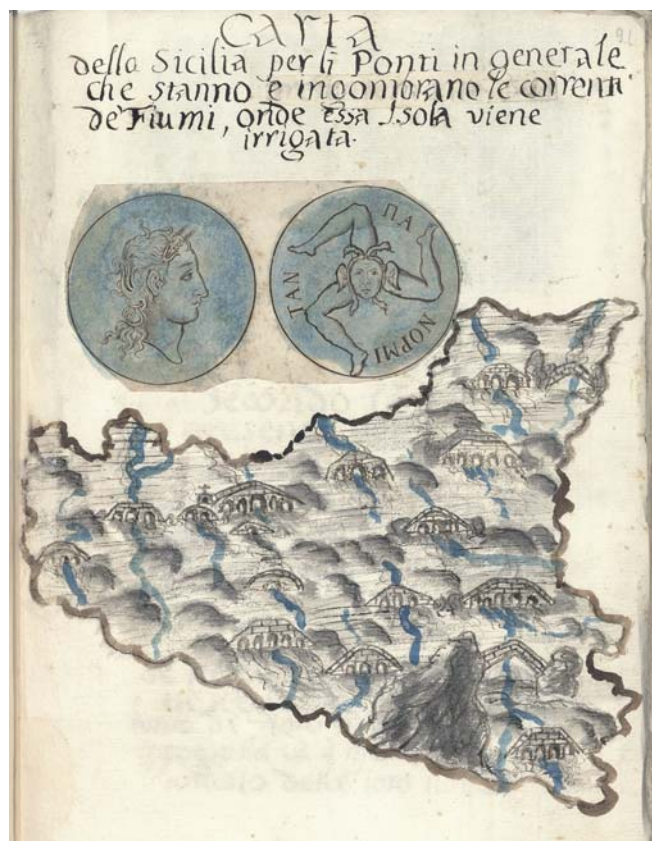 Carta
della Sicilia per li Ponti in generale
che stanno e ingombrano le correnti
de' Fiumi, onde essa Isola viene
irrigata.
91
ΠΑ
ΝΟΡΜΙ
ΤΑΝ